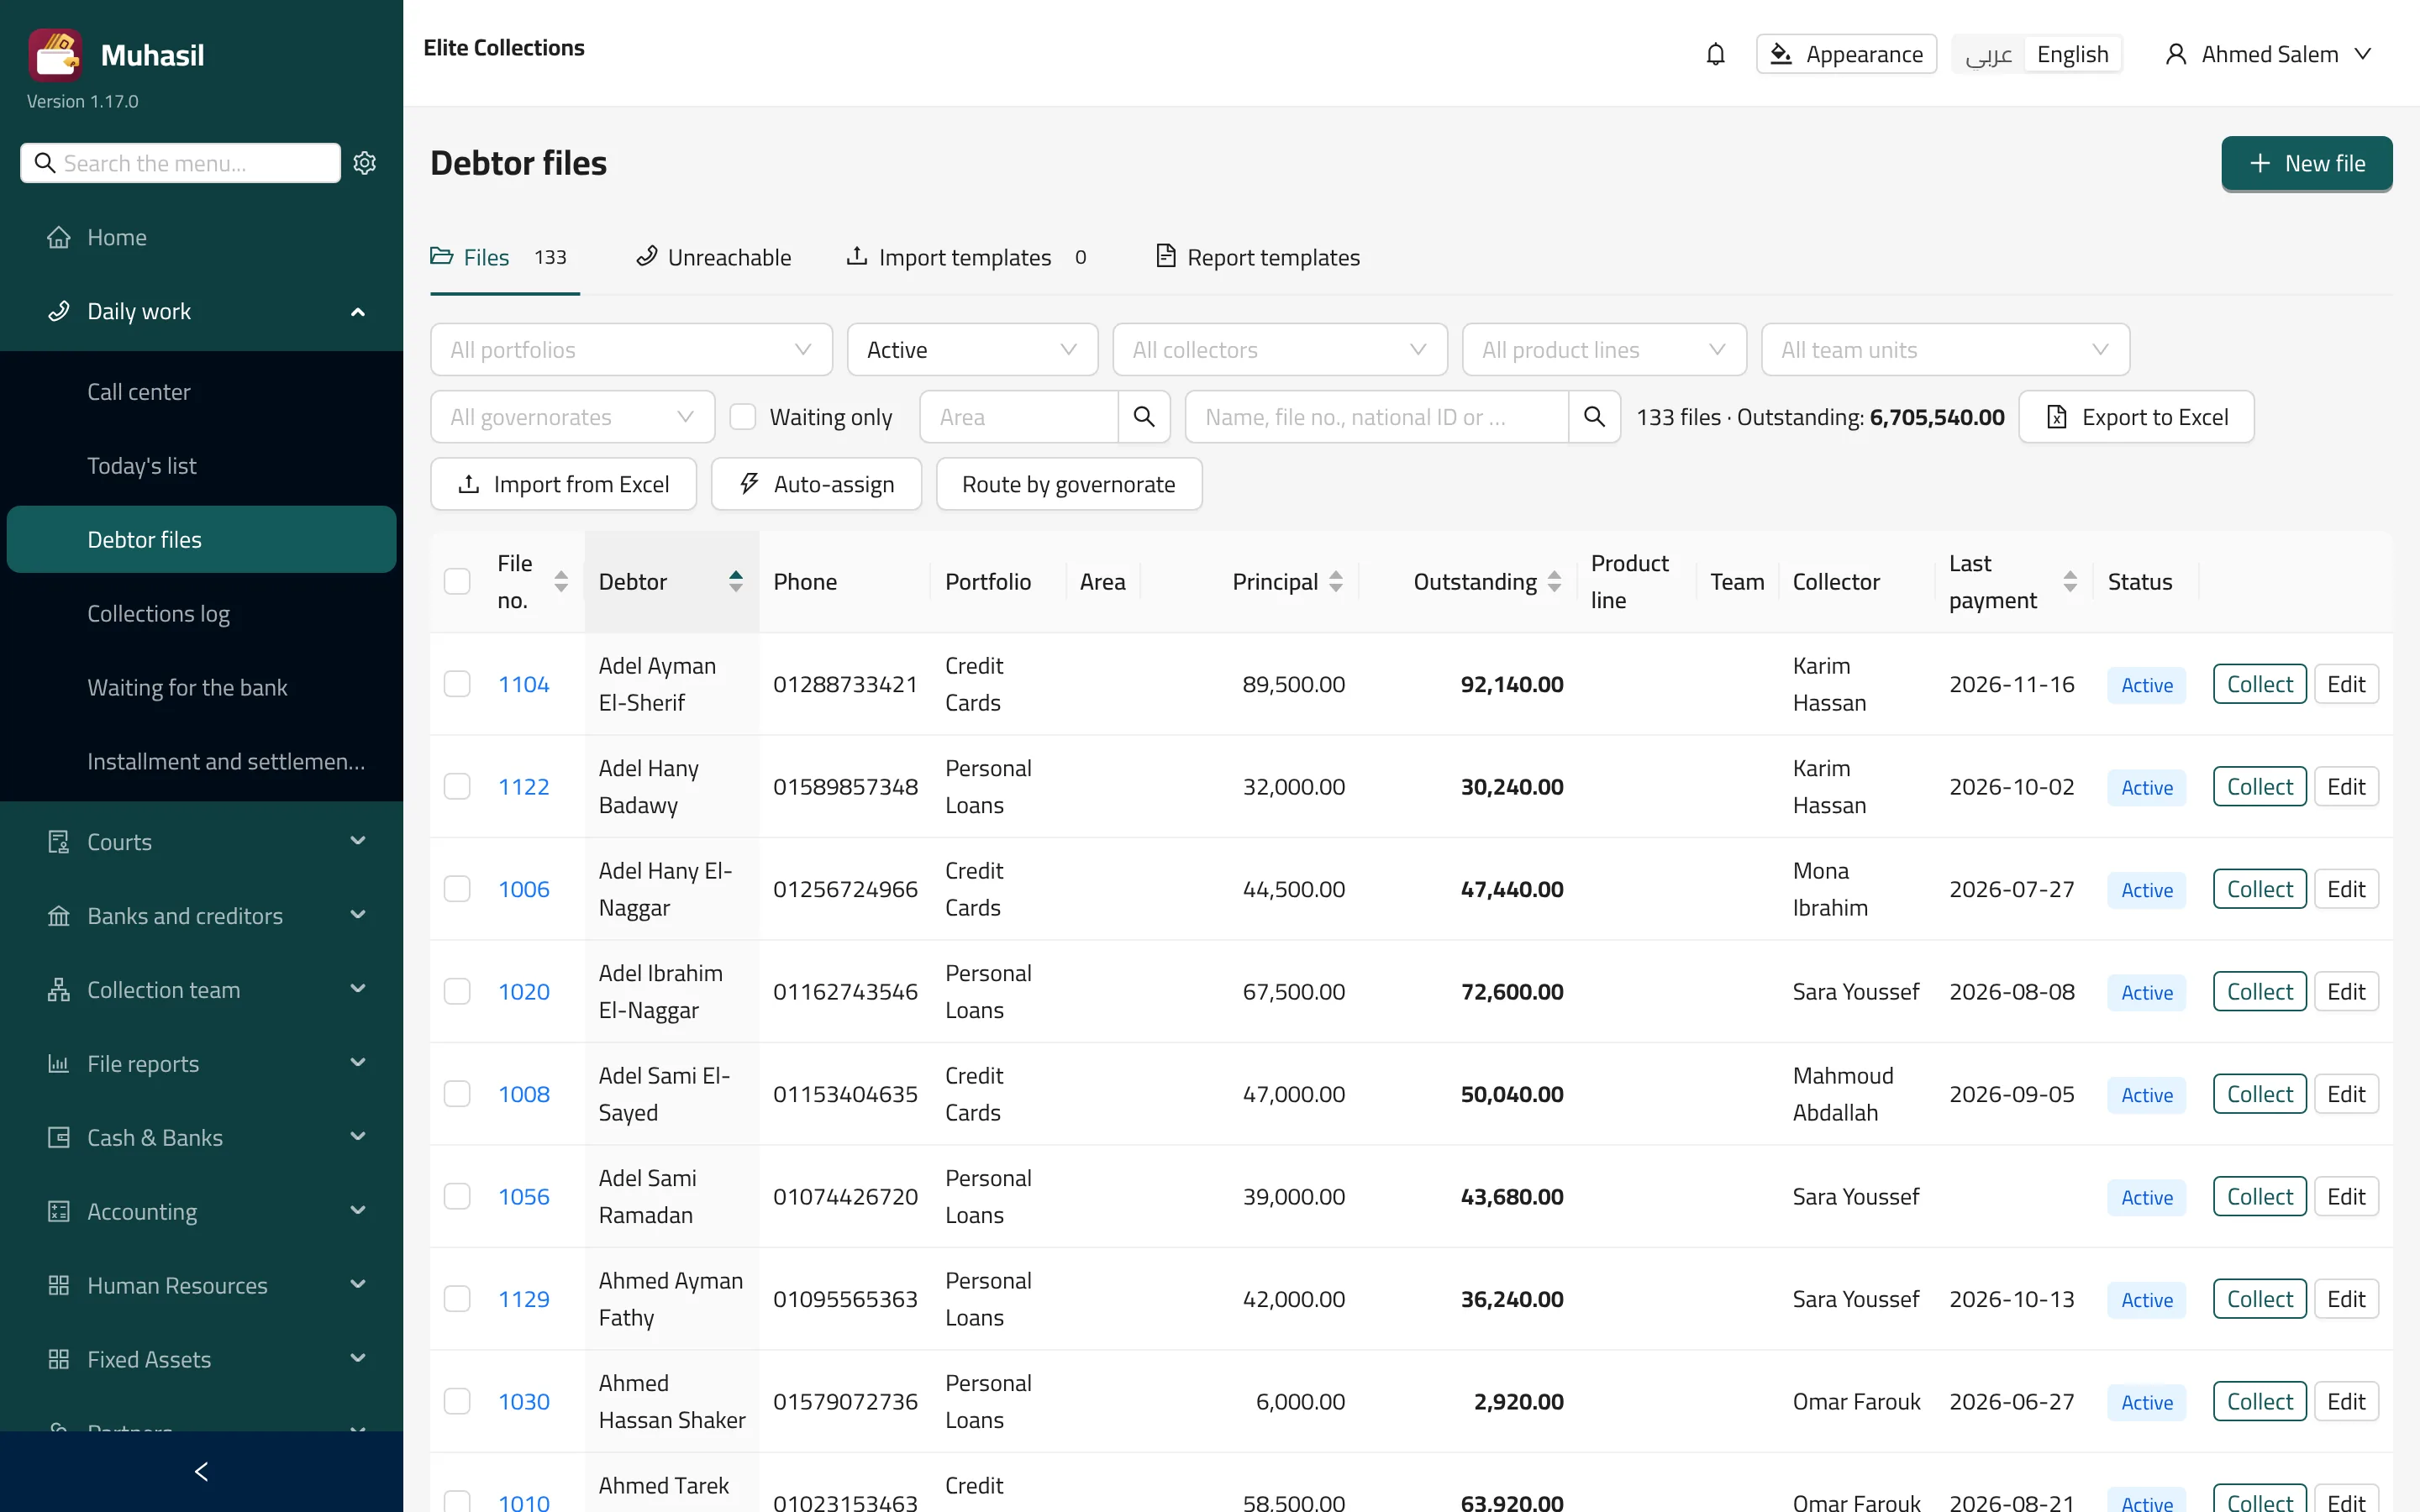 Muhasil
Version 1.17.0
Search the menu...
Home
Daily work
Call center
Today's list
Debtor files
Collections log
Waiting for the bank
Installment and settlemen...
Courts
Banks and creditors
Collection team
File reports
Cash & Banks
Accounting
Human Resources
Fixed Assets
Elite Collections
Appearance
عربي
English
Ahmed Salem
Debtor files
New file
Files 133
Unreachable
Import templates 0
Report templates
All portfolios
Active
All collectors
All product lines
All team units
All governorates
Waiting only
Area
Name, file no., national ID or ...
133 files · Outstanding: 6,705,540.00
Export to Excel
Import from Excel
Auto-assign
Route by governorate
File no. Debtor Phone Portfolio Area Principal Outstanding Product line Team Collector Last payment Status
1104 Adel Ayman El-Sherif 01288733421 Credit Cards 89,500.00 92,140.00 Karim Hassan 2026-11-16 Active Collect Edit
1122 Adel Hany Badawy 01589857348 Personal Loans 32,000.00 30,240.00 Karim Hassan 2026-10-02 Active Collect Edit
1006 Adel Hany El-Naggar 01256724966 Credit Cards 44,500.00 47,440.00 Mona Ibrahim 2026-07-27 Active Collect Edit
1020 Adel Ibrahim El-Naggar 01162743546 Personal Loans 67,500.00 72,600.00 Sara Youssef 2026-08-08 Active Collect Edit
1008 Adel Sami El-Sayed 01153404635 Credit Cards 47,000.00 50,040.00 Mahmoud Abdallah 2026-09-05 Active Collect Edit
1056 Adel Sami Ramadan 01074426720 Personal Loans 39,000.00 43,680.00 Sara Youssef Active Collect Edit
1129 Ahmed Ayman Fathy 01095565363 Personal Loans 42,000.00 36,240.00 Sara Youssef 2026-10-13 Active Collect Edit
1030 Ahmed Hassan Shaker 01579072736 Personal Loans 6,000.00 2,920.00 Omar Farouk 2026-06-27 Active Collect Edit
1010 Ahmed Tarek 01023153463 Credit 58,500.00 63,920.00 Omar Farouk 2026-08-21 Active Collect Edit